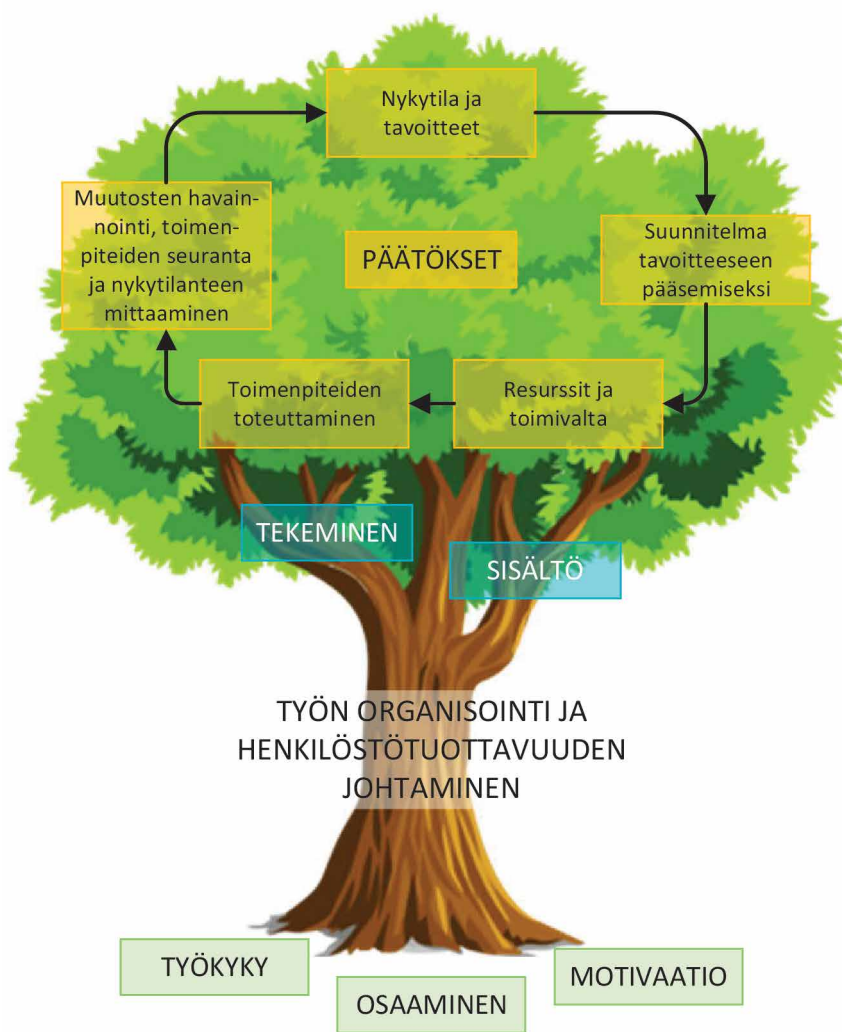 Nykytila ja
tavoitteet
Muutosten havain-
nointi, toimen-
piteiden seuranta
ja nykytilanteen
mittaaminen
PÄÄTÖKSET
Suunnitelma
tavoitteeseen
pääsemiseksi
Toimenpiteiden
toteuttaminen
Resurssit ja
toimivalta
TEKEMINEN
SISÄLTÖ
TYÖN ORGANISOINTI JA
HENKILÖSTÖTUOTTAVUUDEN
JOHTAMINEN
TYÖKYKY
OSAAMINEN
MOTIVAATIO